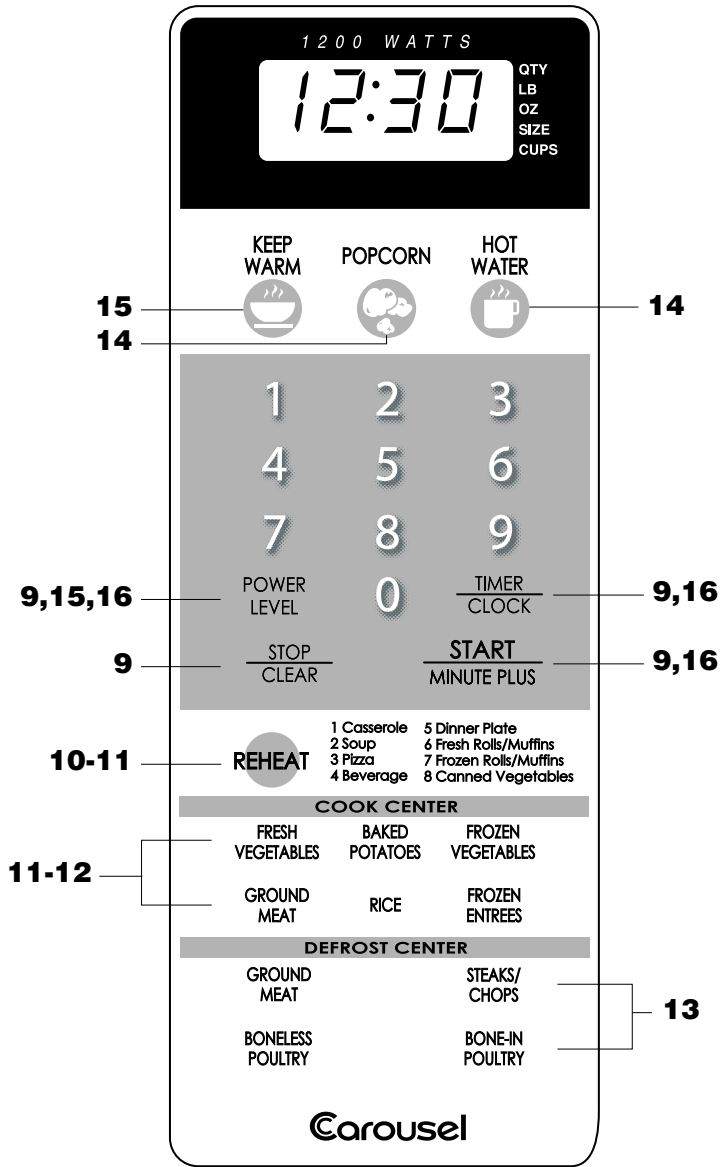 1200 WATTS
12:30
QTY
LB
OZ
SIZE
CUPS
KEEP WARM
POPCORN
HOT WATER
15
14
14
1 2 3
4 5 6
7 8 9
9,15,16
POWER LEVEL
0
TIMER
CLOCK
9,16
9
STOP
CLEAR
START
MINUTE PLUS
9,16
10-11
REHEAT
1 Casserole 5 Dinner Plate
2 Soup 6 Fresh Rolls/Muffins
3 Pizza 7 Frozen Rolls/Muffins
4 Beverage 8 Canned Vegetables
COOK CENTER
11-12
FRESH VEGETABLES
BAKED POTATOES
FROZEN VEGETABLES
GROUND MEAT
RICE
FROZEN ENTREES
DEFROST CENTER
GROUND MEAT
STEAKS/CHOPS
13
BONELESS POULTRY
BONE-IN POULTRY
Carousel